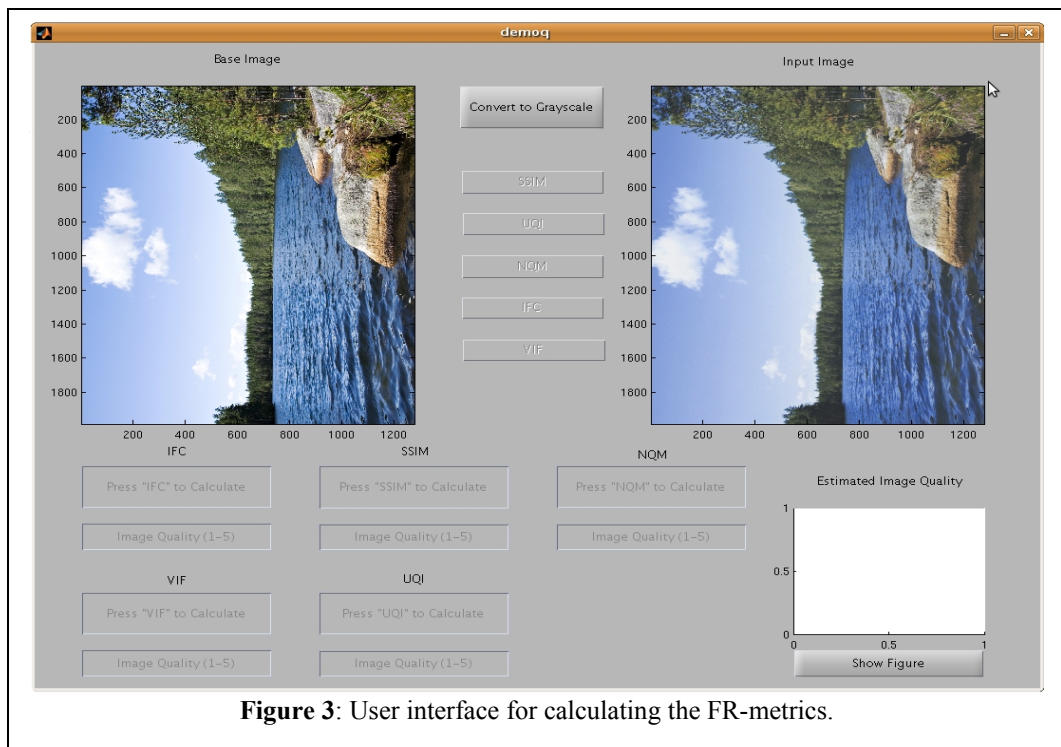 demoq
Base Image
Input Image
200
400
600
800
1000
1200
1400
1600
1800
200 400 600 800 1000 1200
Convert to Grayscale
SSIM
UQI
NQM
IFC
VIF
200
400
600
800
1000
1200
1400
1600
1800
200 400 600 800 1000 1200
IFC
Press "IFC" to Calculate
Image Quality (1-5)
SSIM
Press "SSIM" to Calculate
Image Quality (1-5)
NQM
Press "NQM" to Calculate
Image Quality (1-5)
VIF
Press "VIF" to Calculate
Image Quality (1-5)
UQI
Press "UQI" to Calculate
Image Quality (1-5)
Estimated Image Quality
1
0.5
0
0 0.5 1
Show Figure
Figure 3: User interface for calculating the FR-metrics.